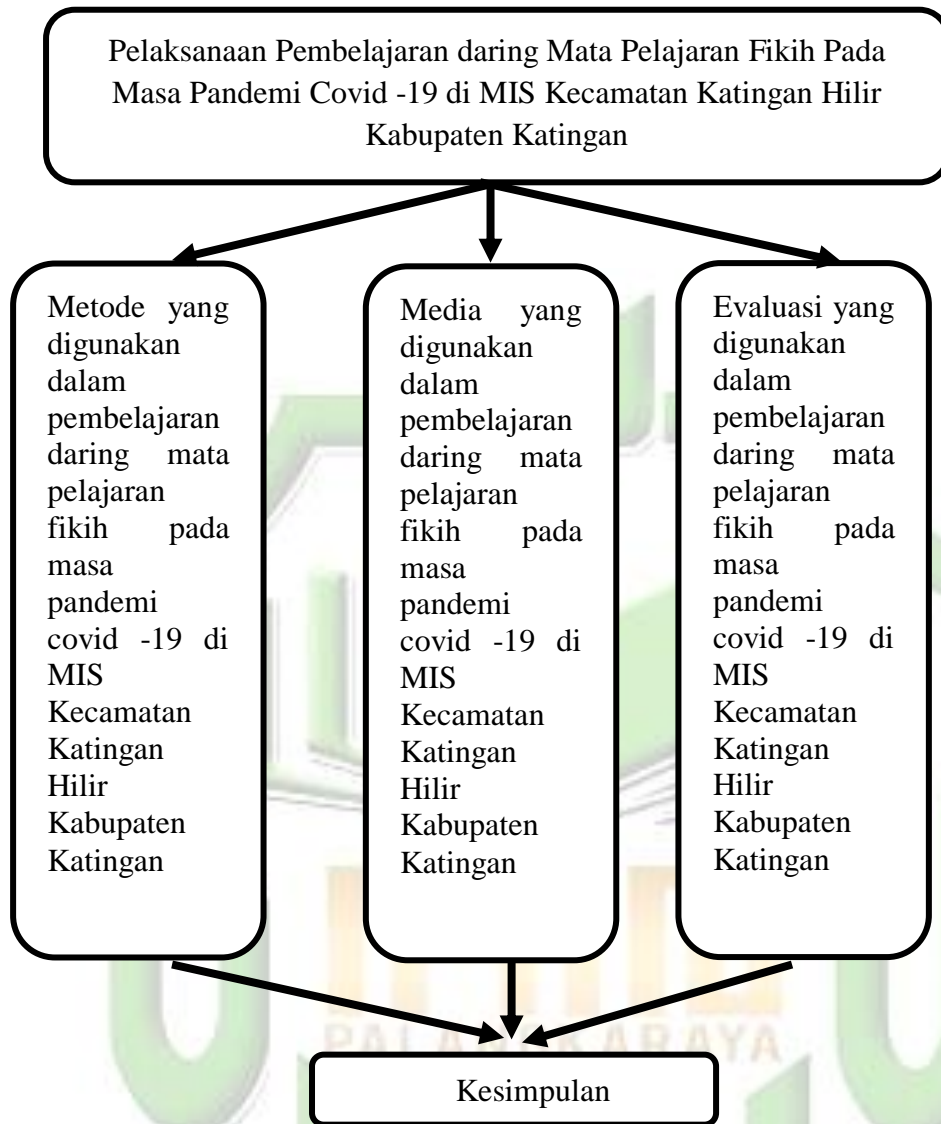 Pelaksanaan Pembelajaran daring Mata Pelajaran Fikih Pada
Masa Pandemi Covid -19 di MIS Kecamatan Katingan Hilir
Kabupaten Katingan
Metode yang
digunakan
dalam
pembelajaran
daring mata
pelajaran
fikih pada
masa
pandemi
covid -19 di
MIS
Kecamatan
Katingan
Hilir
Kabupaten
Katingan
Media yang
digunakan
dalam
pembelajaran
daring mata
pelajaran
fikih pada
masa
pandemi
covid -19 di
MIS
Kecamatan
Katingan
Hilir
Kabupaten
Katingan
Evaluasi yang
digunakan
dalam
pembelajaran
daring mata
pelajaran
fikih pada
masa
pandemi
covid -19 di
MIS
Kecamatan
Katingan
Hilir
Kabupaten
Katingan
PALANGKARAYA
Kesimpulan